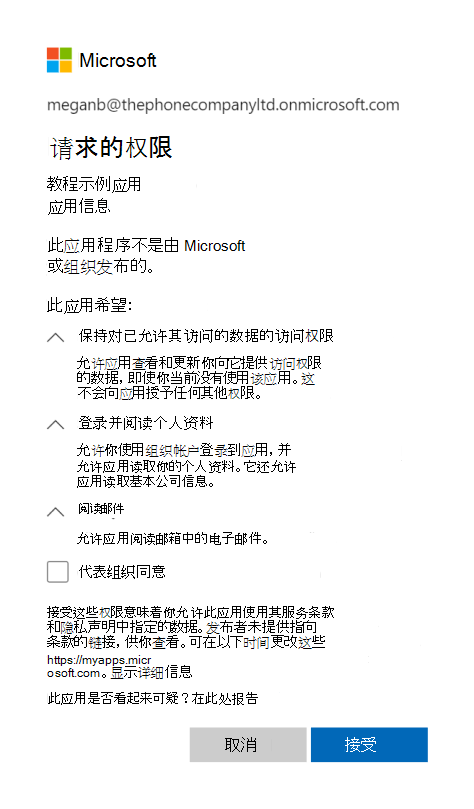 Microsoft
meganb@thephonecompanyltd.onmicrosoft.com
请求的权限
教程示例应用
应用信息
此应用程序不是由 Microsoft
或组织发布的。
此应用希望:
保持对已允许其访问的数据的访问权限
允许应用查看和更新你向它提供访问权限
的数据，即使你当前没有使用该应用。这
不会向应用授予任何其他权限。
登录并阅读个人资料
允许你使用组织帐户登录到应用，并
允许应用读取你的个人资料。它还允许
应用读取基本公司信息。
阅读邮件
允许应用阅读邮箱中的电子邮件。
代表组织同意
接受这些权限意味着你允许此应用使用其服务条款
和隐私声明中指定的数据。发布者未提供指向
条款的链接，供你查看。可在以下时间更改这些
https://myapps.micr
osoft.com。显示详细信息
此应用是否看起来可疑？在此处报告
取消
接受